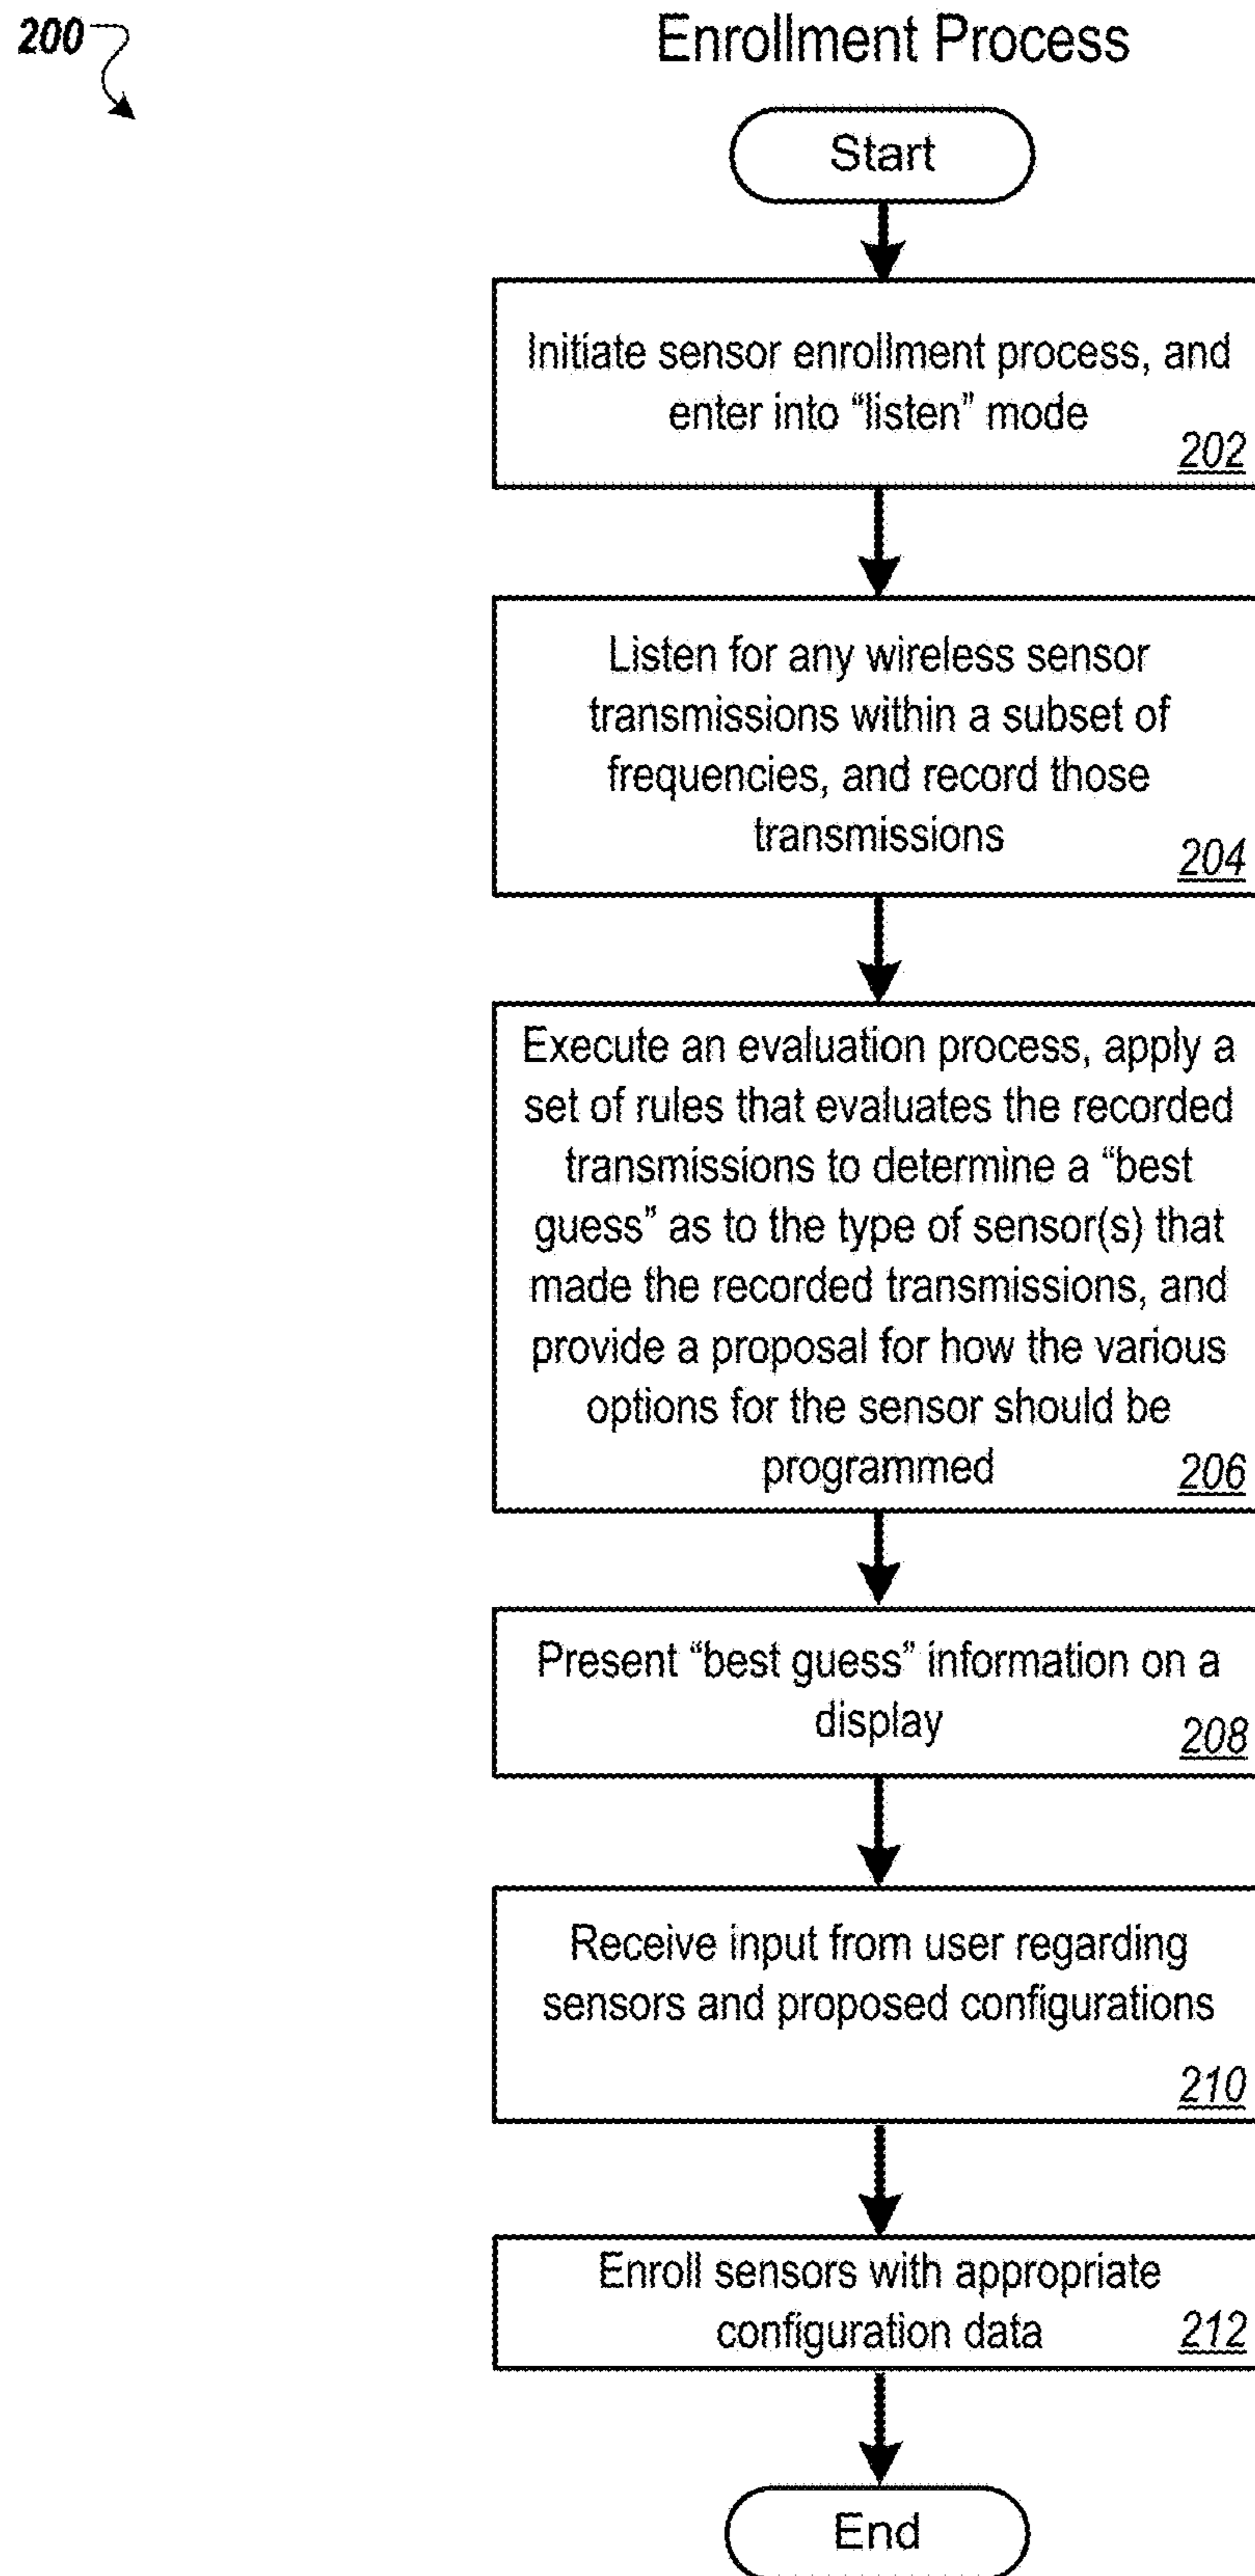 200
Enrollment Process
Start
Initiate sensor enrollment process, and
enter into “listen” mode
202
Listen for any wireless sensor
transmissions within a subset of
frequencies, and record those
transmissions
204
Execute an evaluation process, apply a
set of rules that evaluates the recorded
transmissions to determine a “best
guess” as to the type of sensor(s) that
made the recorded transmissions, and
provide a proposal for how the various
options for the sensor should be
programmed
206
Present “best guess” information on a
display
208
Receive input from user regarding
sensors and proposed configurations
210
Enroll sensors with appropriate
configuration data
212
End